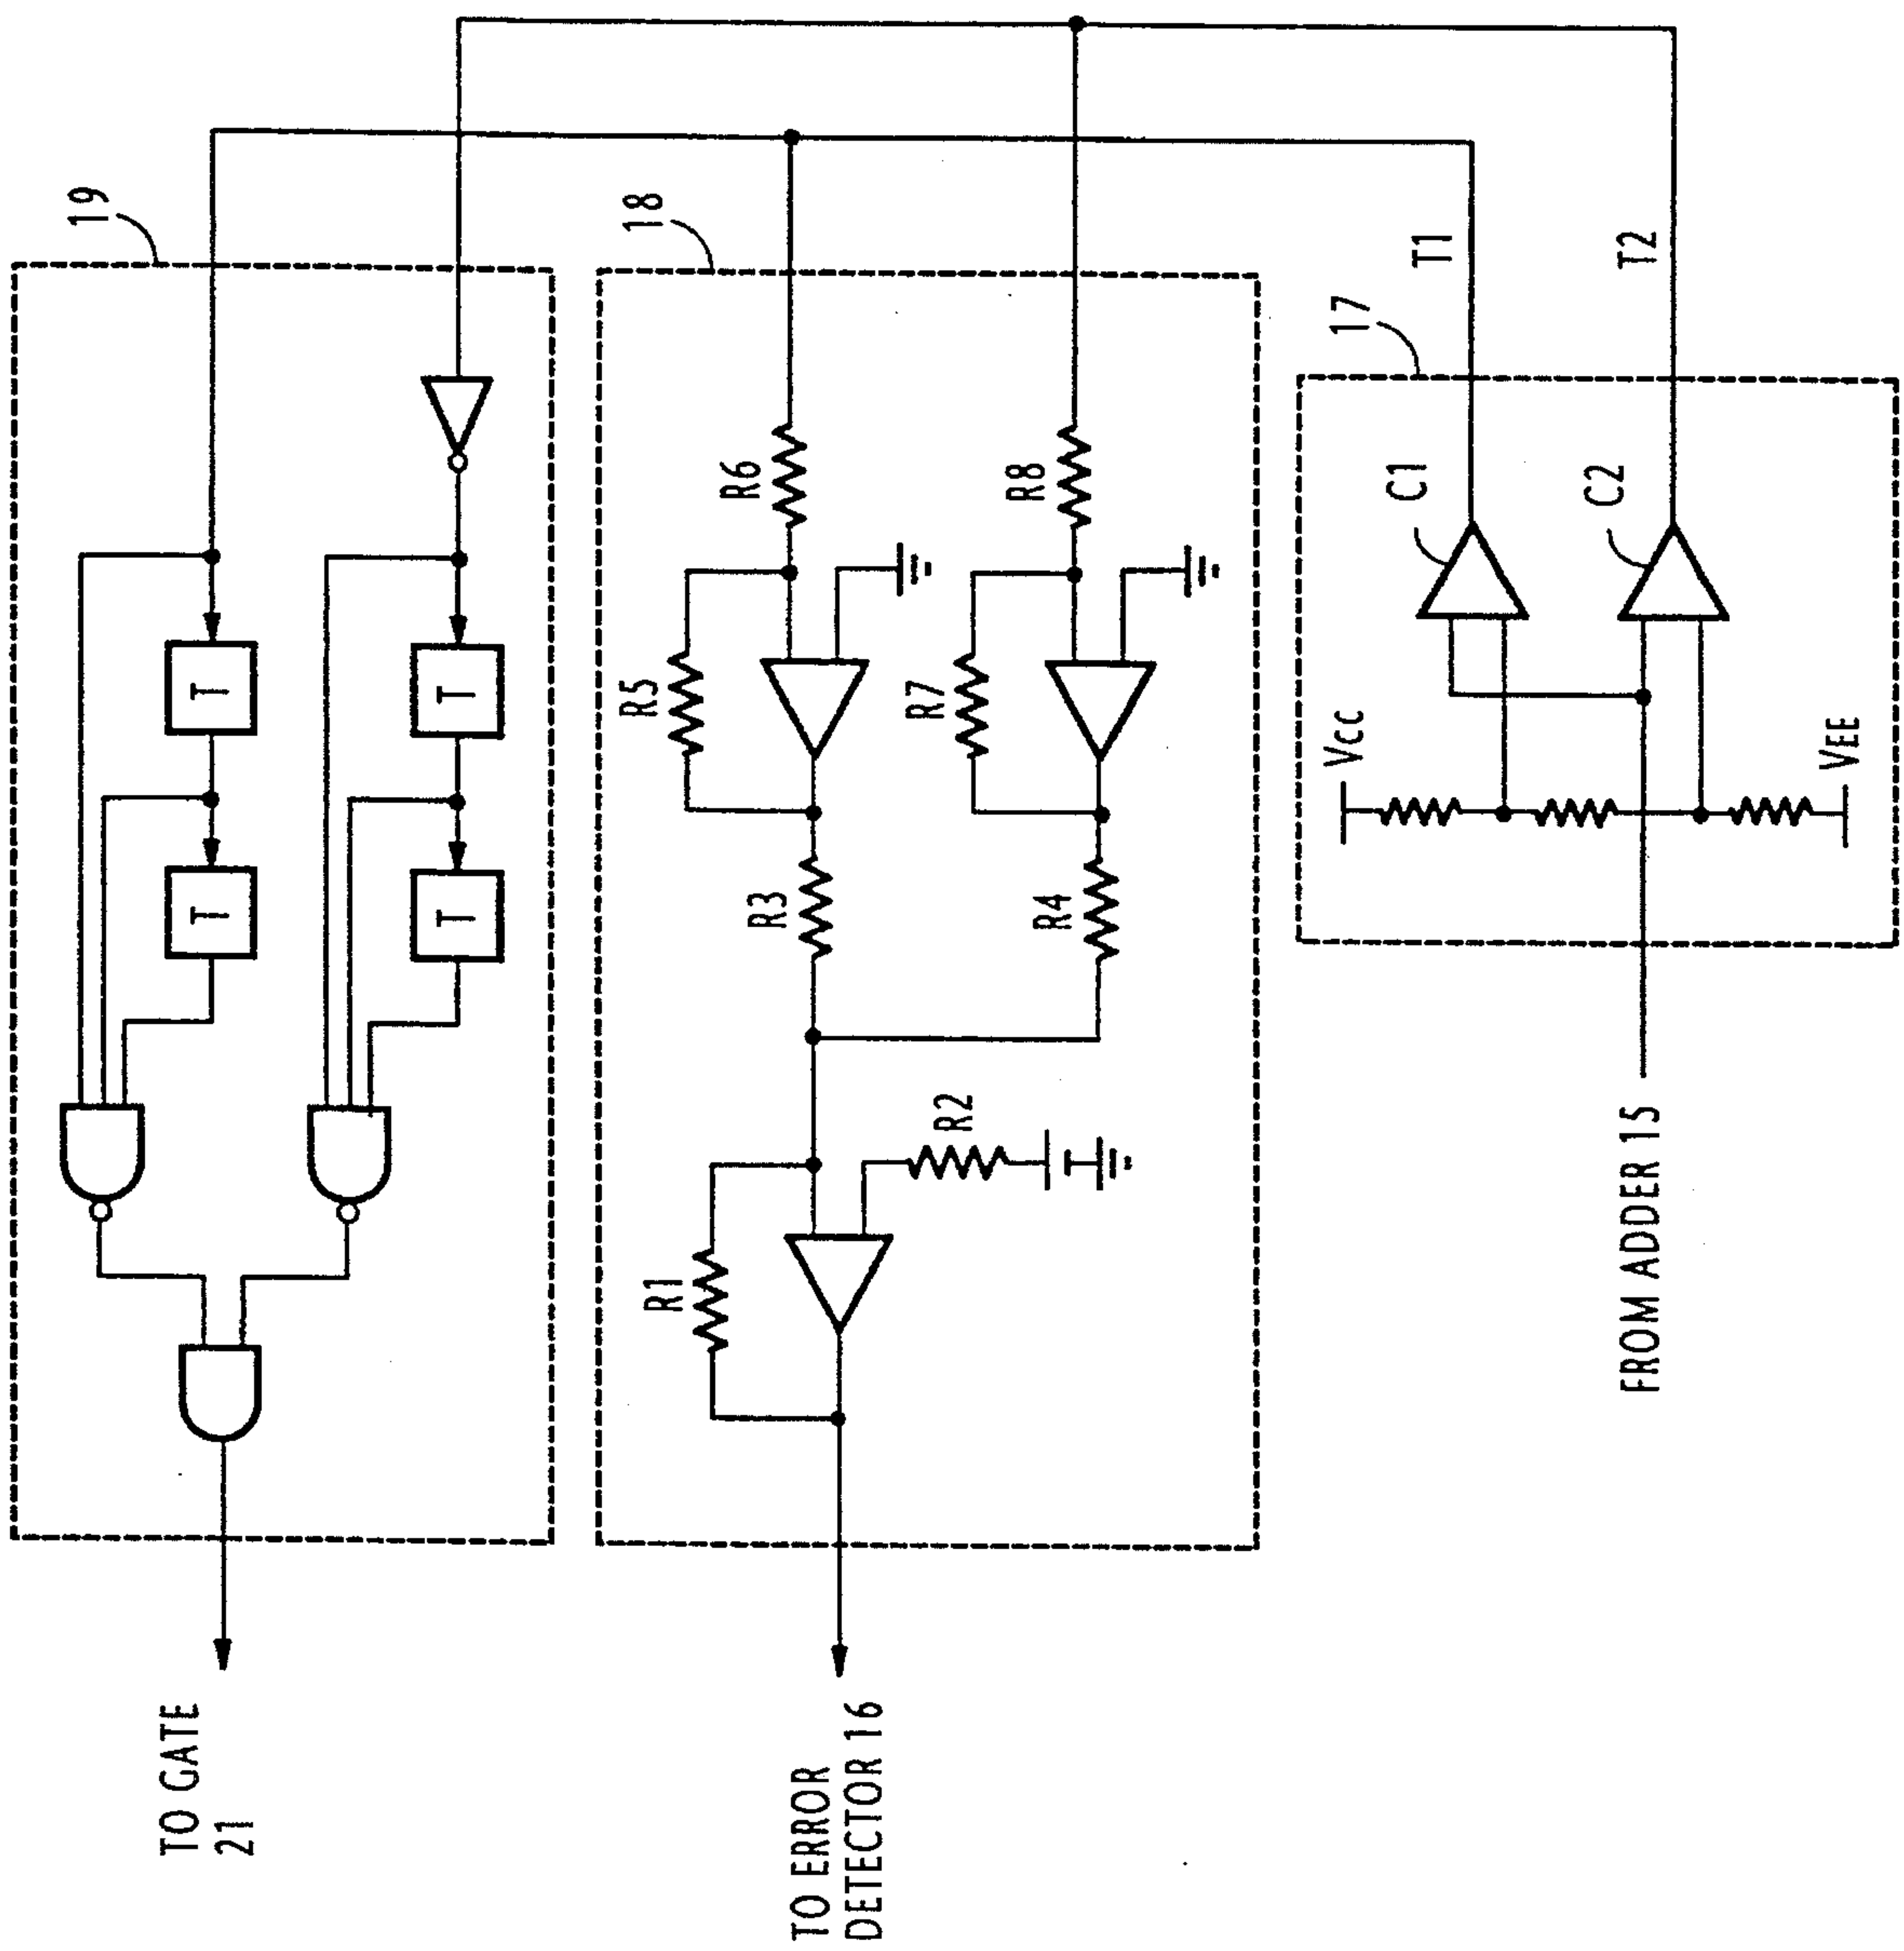 19
T
T
T
T
TO GATE
21
18
R6
R8
R5
R7
R3
R4
R2
R1
TO ERROR
DETECTOR 16
T1
T2
17
C1
C2
VCC
VEE
FROM ADDER 15